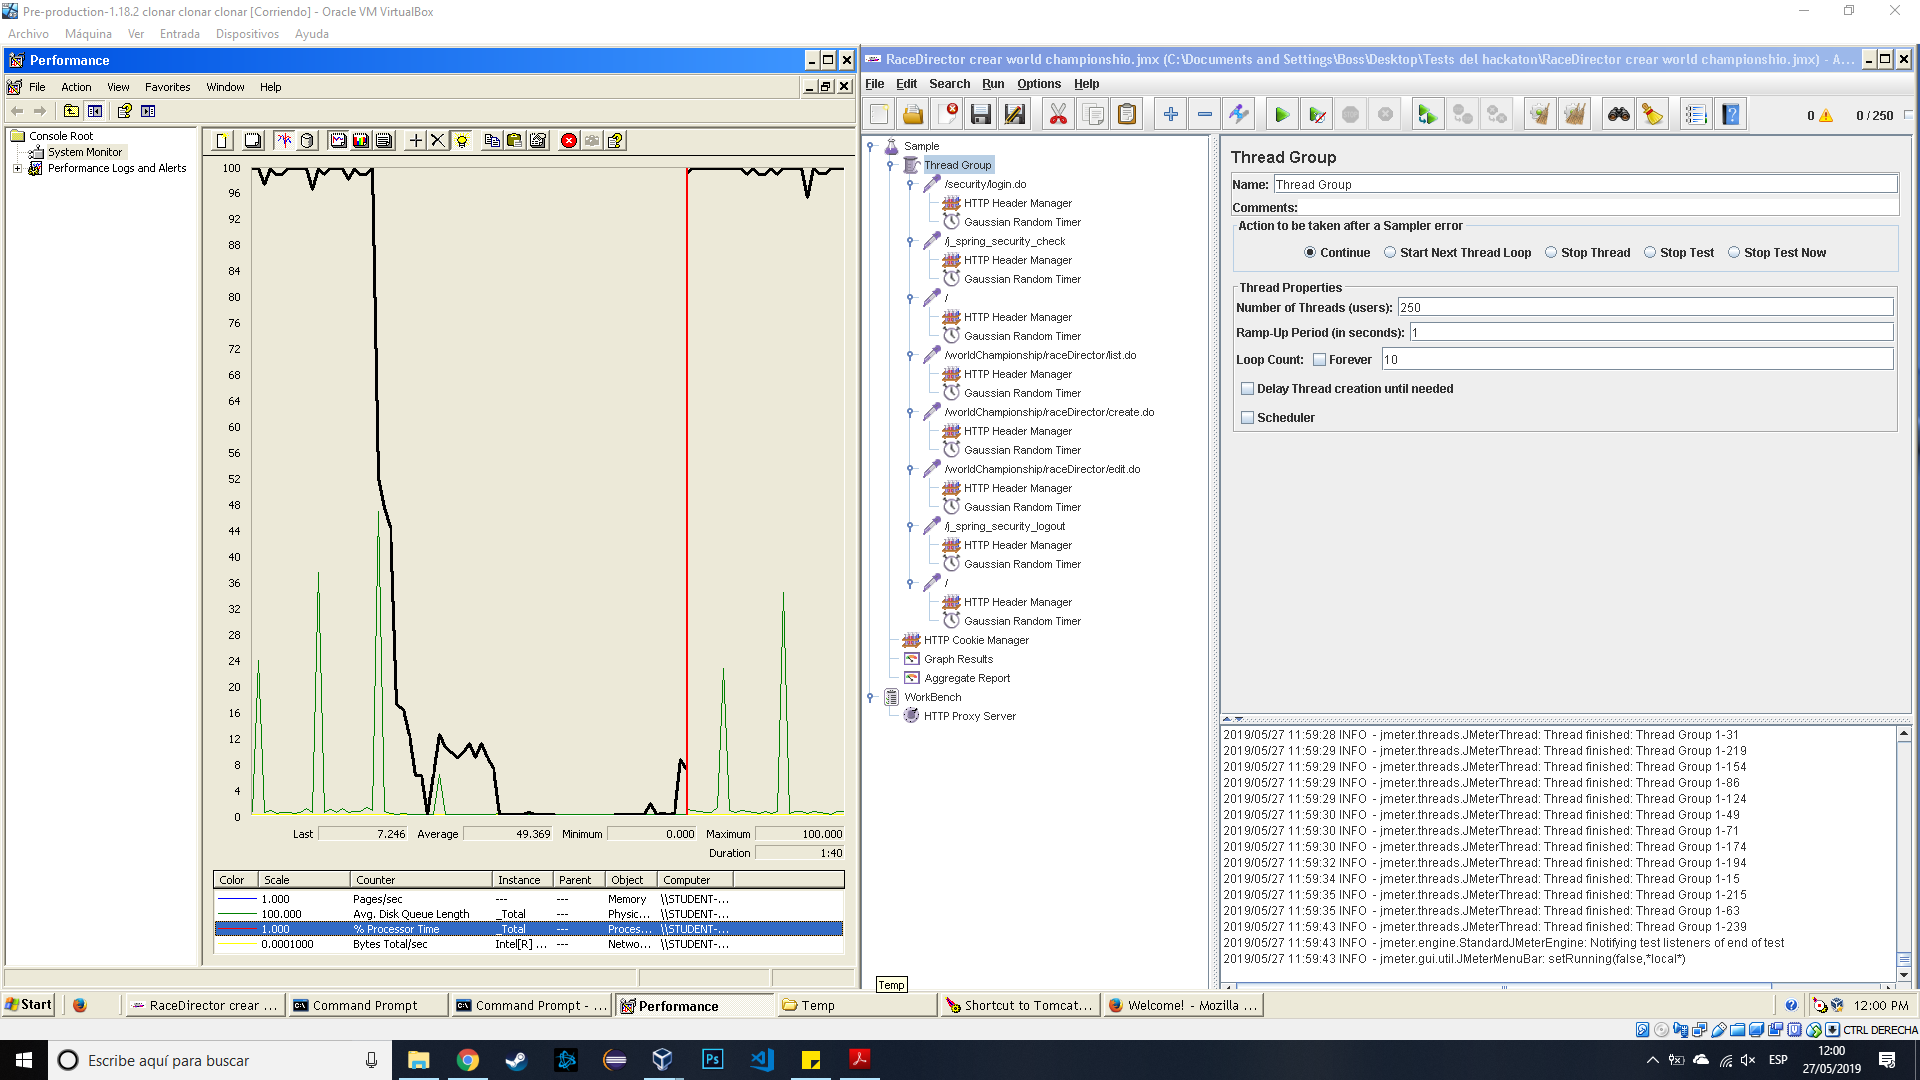 Pre-production-1.18.2 clonar clonar clonar [Corriendo] - Oracle VM VirtualBox
Archivo Máquina Ver Entrada Dispositivos Ayuda
Performance
File Action View Favorites Window Help
Console Root
System Monitor
Performance Logs and Alerts
100
96
92
88
84
80
76
72
68
64
60
56
52
48
44
40
36
32
28
24
20
16
12
8
4
0
Last 7.246 Average 49.369 Minimum 0.000 Maximum 100.000
Duration 1:40
Color Scale Counter Instance Parent Object Computer
1.000 Pages/sec --- --- Memory \\STUDENT-...
100.000 Avg. Disk Queue Length _Total --- Physic... \\STUDENT-...
1.000 % Processor Time _Total --- Proces... \\STUDENT-...
0.0001000 Bytes Total/sec Intel[R] ... --- Netwo... \\STUDENT-...
RaceDirector crear world championshio.jmx (C:\Documents and Settings\Boss\Desktop\Tests del hackaton\RaceDirector crear world championshio.jmx) - A...
File Edit Search Run Options Help
0 0 / 250
Sample
Thread Group
/security/login.do
HTTP Header Manager
Gaussian Random Timer
/j_spring_security_check
HTTP Header Manager
Gaussian Random Timer
/
HTTP Header Manager
Gaussian Random Timer
/worldChampionship/raceDirector/list.do
HTTP Header Manager
Gaussian Random Timer
/worldChampionship/raceDirector/create.do
HTTP Header Manager
Gaussian Random Timer
/worldChampionship/raceDirector/edit.do
HTTP Header Manager
Gaussian Random Timer
/j_spring_security_logout
HTTP Header Manager
Gaussian Random Timer
/
HTTP Header Manager
Gaussian Random Timer
HTTP Cookie Manager
Graph Results
Aggregate Report
WorkBench
HTTP Proxy Server
Thread Group
Name: Thread Group
Comments:
Action to be taken after a Sampler error
Continue Start Next Thread Loop Stop Thread Stop Test Stop Test Now
Thread Properties
Number of Threads (users): 250
Ramp-Up Period (in seconds): 1
Loop Count: Forever 10
Delay Thread creation until needed
Scheduler
2019/05/27 11:59:28 INFO - jmeter.threads.JMeterThread: Thread finished: Thread Group 1-31
2019/05/27 11:59:29 INFO - jmeter.threads.JMeterThread: Thread finished: Thread Group 1-219
2019/05/27 11:59:29 INFO - jmeter.threads.JMeterThread: Thread finished: Thread Group 1-154
2019/05/27 11:59:29 INFO - jmeter.threads.JMeterThread: Thread finished: Thread Group 1-86
2019/05/27 11:59:29 INFO - jmeter.threads.JMeterThread: Thread finished: Thread Group 1-124
2019/05/27 11:59:30 INFO - jmeter.threads.JMeterThread: Thread finished: Thread Group 1-49
2019/05/27 11:59:30 INFO - jmeter.threads.JMeterThread: Thread finished: Thread Group 1-71
2019/05/27 11:59:30 INFO - jmeter.threads.JMeterThread: Thread finished: Thread Group 1-174
2019/05/27 11:59:32 INFO - jmeter.threads.JMeterThread: Thread finished: Thread Group 1-194
2019/05/27 11:59:34 INFO - jmeter.threads.JMeterThread: Thread finished: Thread Group 1-15
2019/05/27 11:59:35 INFO - jmeter.threads.JMeterThread: Thread finished: Thread Group 1-215
2019/05/27 11:59:35 INFO - jmeter.threads.JMeterThread: Thread finished: Thread Group 1-63
2019/05/27 11:59:43 INFO - jmeter.threads.JMeterThread: Thread finished: Thread Group 1-239
2019/05/27 11:59:43 INFO - jmeter.engine.StandardJMeterEngine: Notifying test listeners of end of test
2019/05/27 11:59:43 INFO - jmeter.gui.util.JMeterMenuBar: setRunning(false,*local*)
Temp
Start RaceDirector crear ... Command Prompt Command Prompt - ... Performance Temp Shortcut to Tomcat... Welcome! - Mozilla ... 12:00 PM
CTRL DERECHA
Escribe aquí para buscar
ESP
12:00
27/05/2019